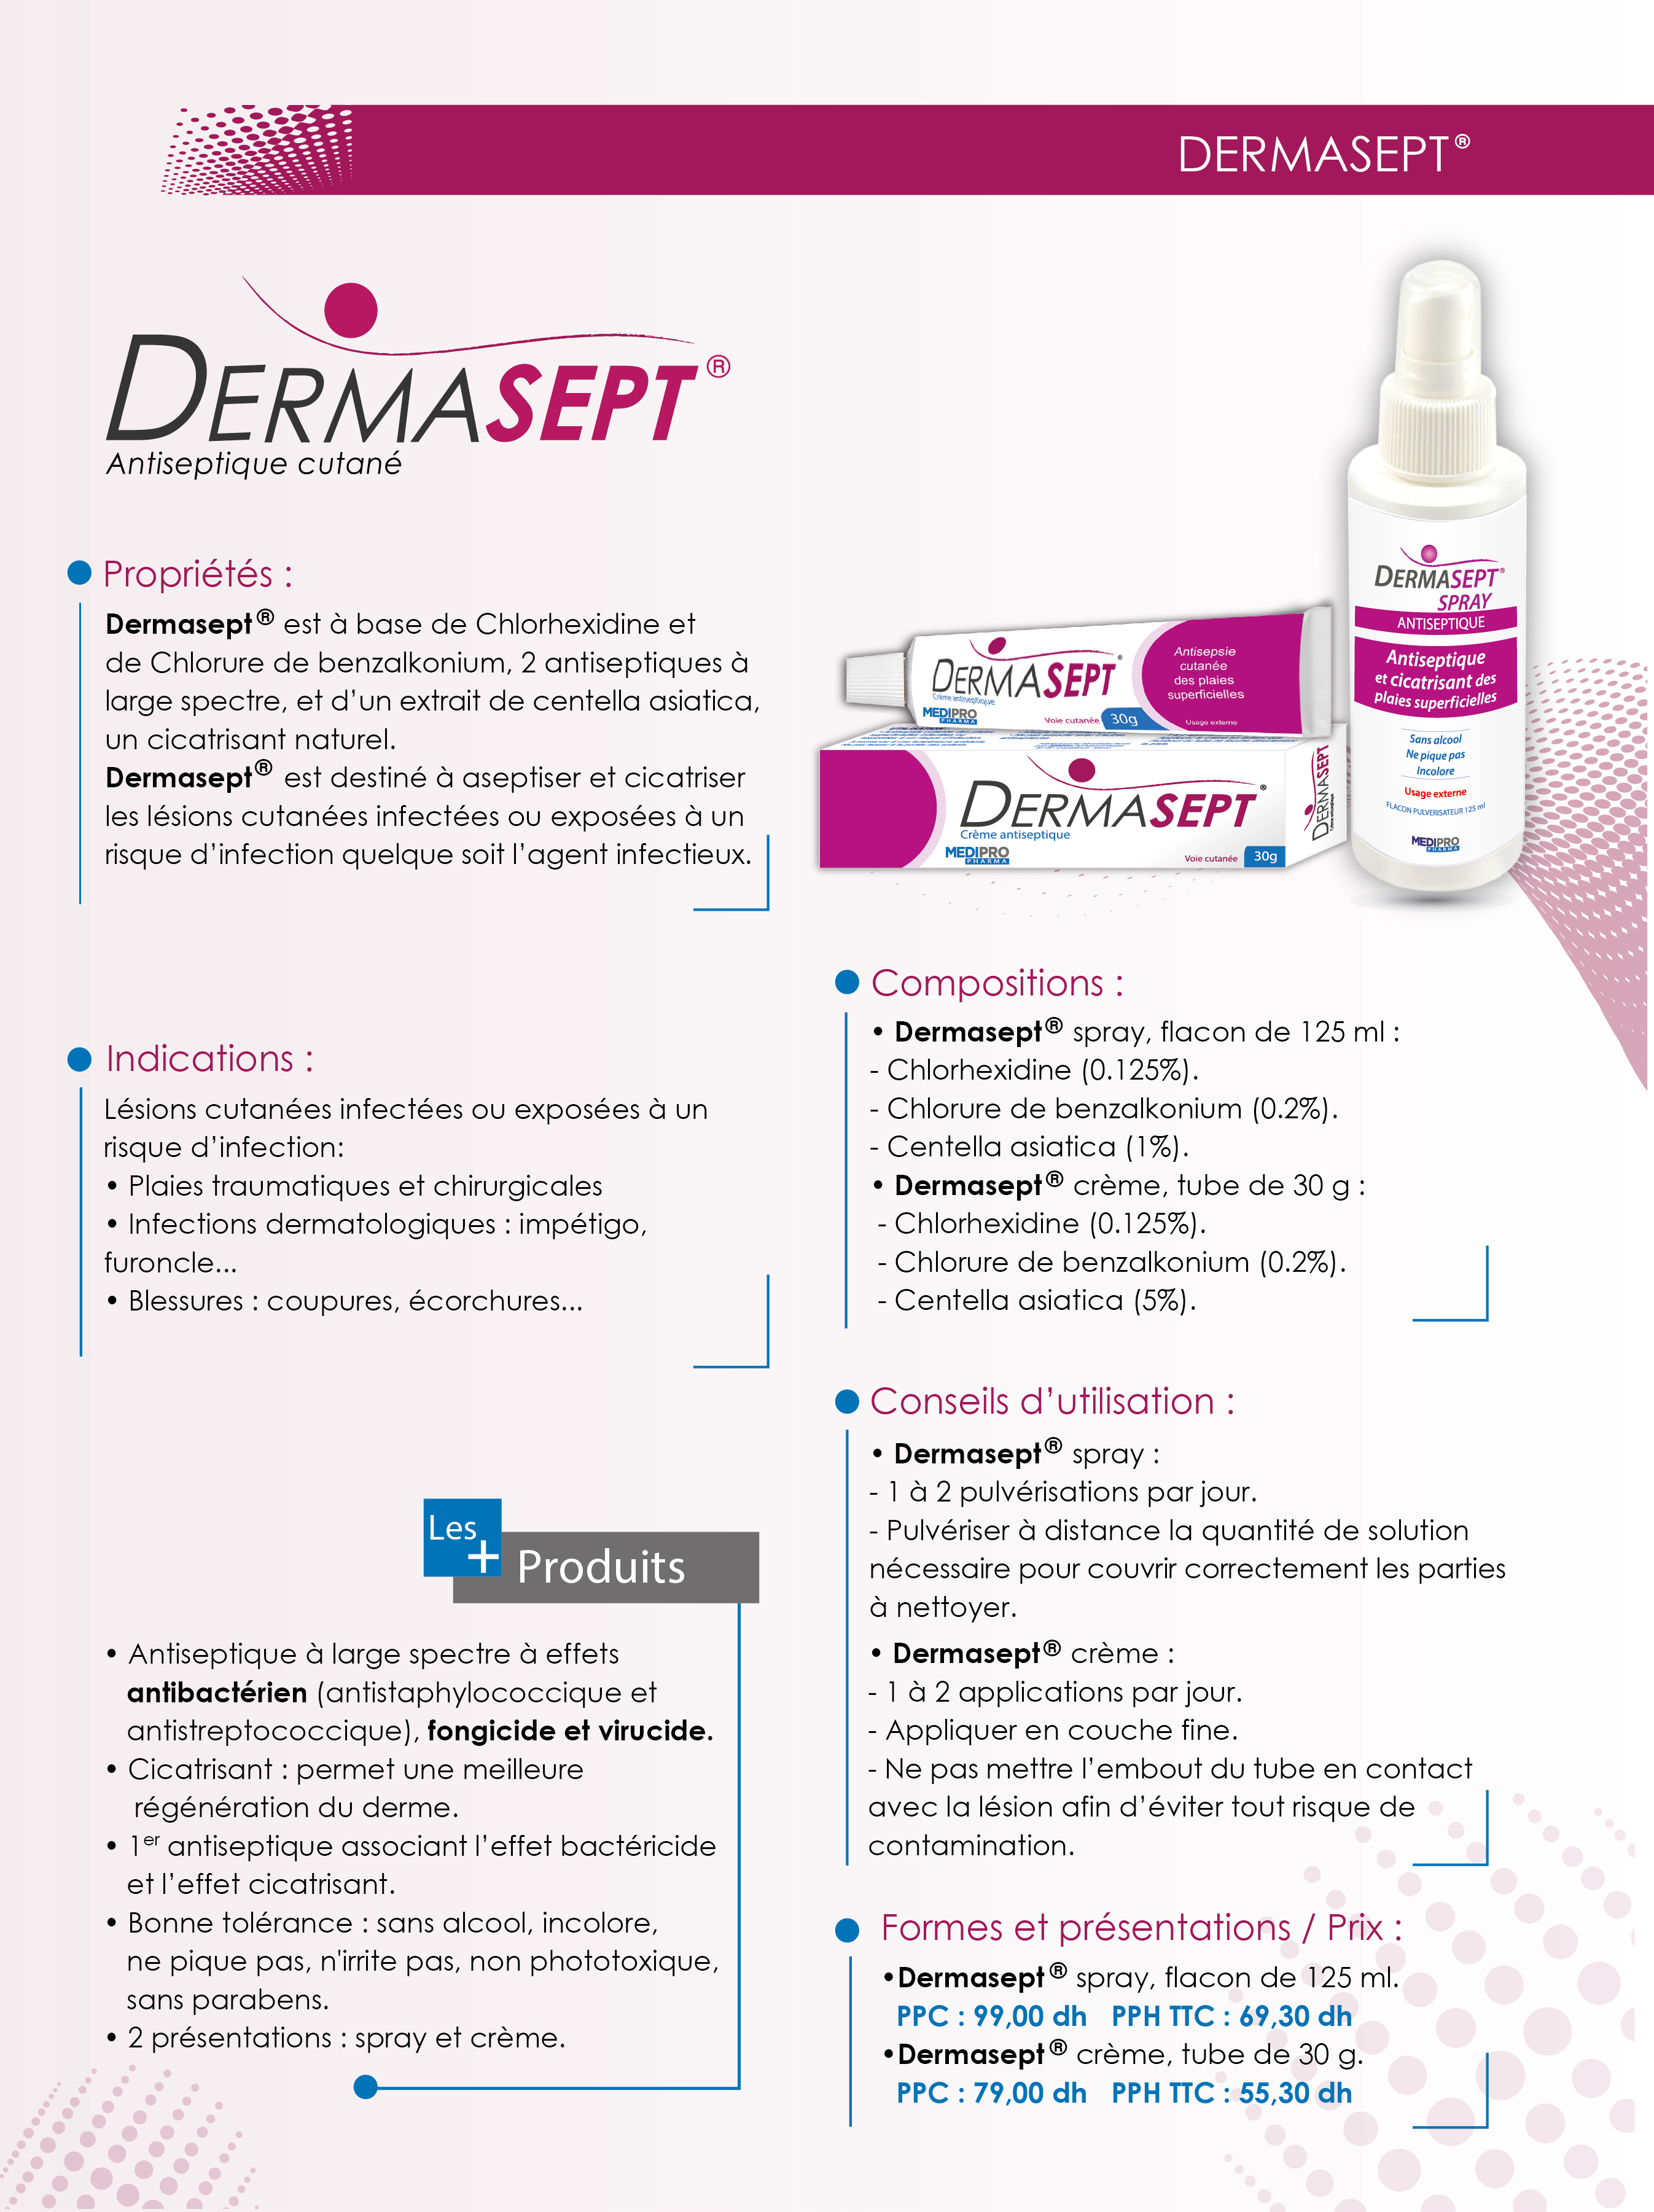 DERMASEPT®
DERMASEPT®
Antiseptique cutané
Propriétés :
Dermasept® est à base de Chlorhexidine et
de Chlorure de benzalkonium, 2 antiseptiques à
large spectre, et d’un extrait de centella asiatica,
un cicatrisant naturel.
Dermasept® est destiné à aseptiser et cicatriser
les lésions cutanées infectées ou exposées à un
risque d’infection quelque soit l’agent infectieux.
Indications :
Lésions cutanées infectées ou exposées à un
risque d’infection:
• Plaies traumatiques et chirurgicales
• Infections dermatologiques : impétigo,
furoncle...
• Blessures : coupures, écorchures...
Les +
Produits
• Antiseptique à large spectre à effets
antibactérien (antistaphylococcique et
antistreptococcique), fongicide et virucide.
• Cicatrisant : permet une meilleure
régénération du derme.
• 1er antiseptique associant l’effet bactéricide
et l’effet cicatrisant.
• Bonne tolérance : sans alcool, incolore,
ne pique pas, n'irrite pas, non phototoxique,
sans parabens.
• 2 présentations : spray et crème.
DERMASEPT®
Crème antiseptique
MEDIPRO
PHARMA
Voie cutanée 30g
Antisepsie
cutanée
des plaies
superficielles
Usage externe
DERMASEPT®
Crème antiseptique
MEDIPRO
PHARMA
Voie cutanée 30g
DERMASEPT
Crème antiseptique
DERMASEPT®
SPRAY
ANTISEPTIQUE
Antiseptique
et cicatrisant des
plaies superficielles
Sans alcool
Ne pique pas
Incolore
Usage externe
FLACON PULVERISATEUR 125 ml
MEDIPRO
PHARMA
Compositions :
• Dermasept® spray, flacon de 125 ml :
- Chlorhexidine (0.125%).
- Chlorure de benzalkonium (0.2%).
- Centella asiatica (1%).
• Dermasept® crème, tube de 30 g :
- Chlorhexidine (0.125%).
- Chlorure de benzalkonium (0.2%).
- Centella asiatica (5%).
Conseils d’utilisation :
• Dermasept® spray :
- 1 à 2 pulvérisations par jour.
- Pulvériser à distance la quantité de solution
nécessaire pour couvrir correctement les parties
à nettoyer.
• Dermasept® crème :
- 1 à 2 applications par jour.
- Appliquer en couche fine.
- Ne pas mettre l’embout du tube en contact
avec la lésion afin d’éviter tout risque de
contamination.
Formes et présentations / Prix :
•Dermasept® spray, flacon de 125 ml.
PPC : 99,00 dh PPH TTC : 69,30 dh
•Dermasept® crème, tube de 30 g.
PPC : 79,00 dh PPH TTC : 55,30 dh